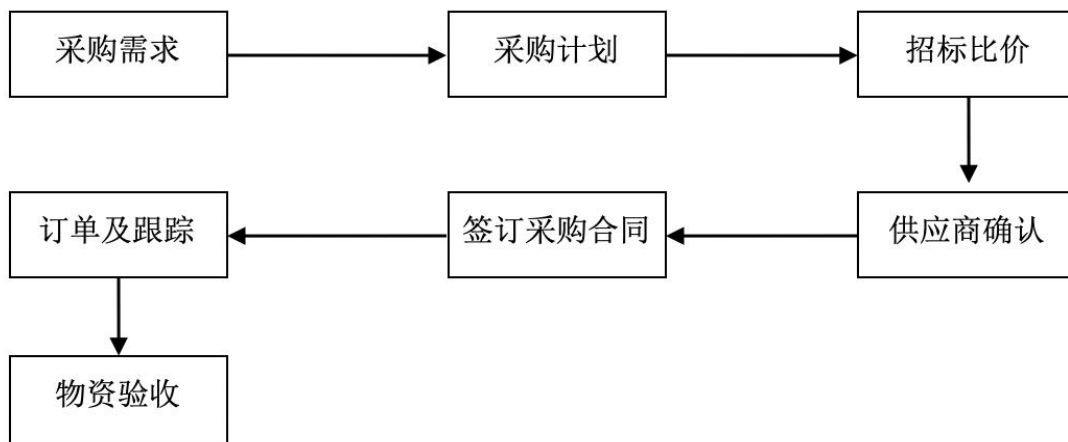 采购需求
采购计划
招标比价
供应商确认
签订采购合同
订单及跟踪
物资验收